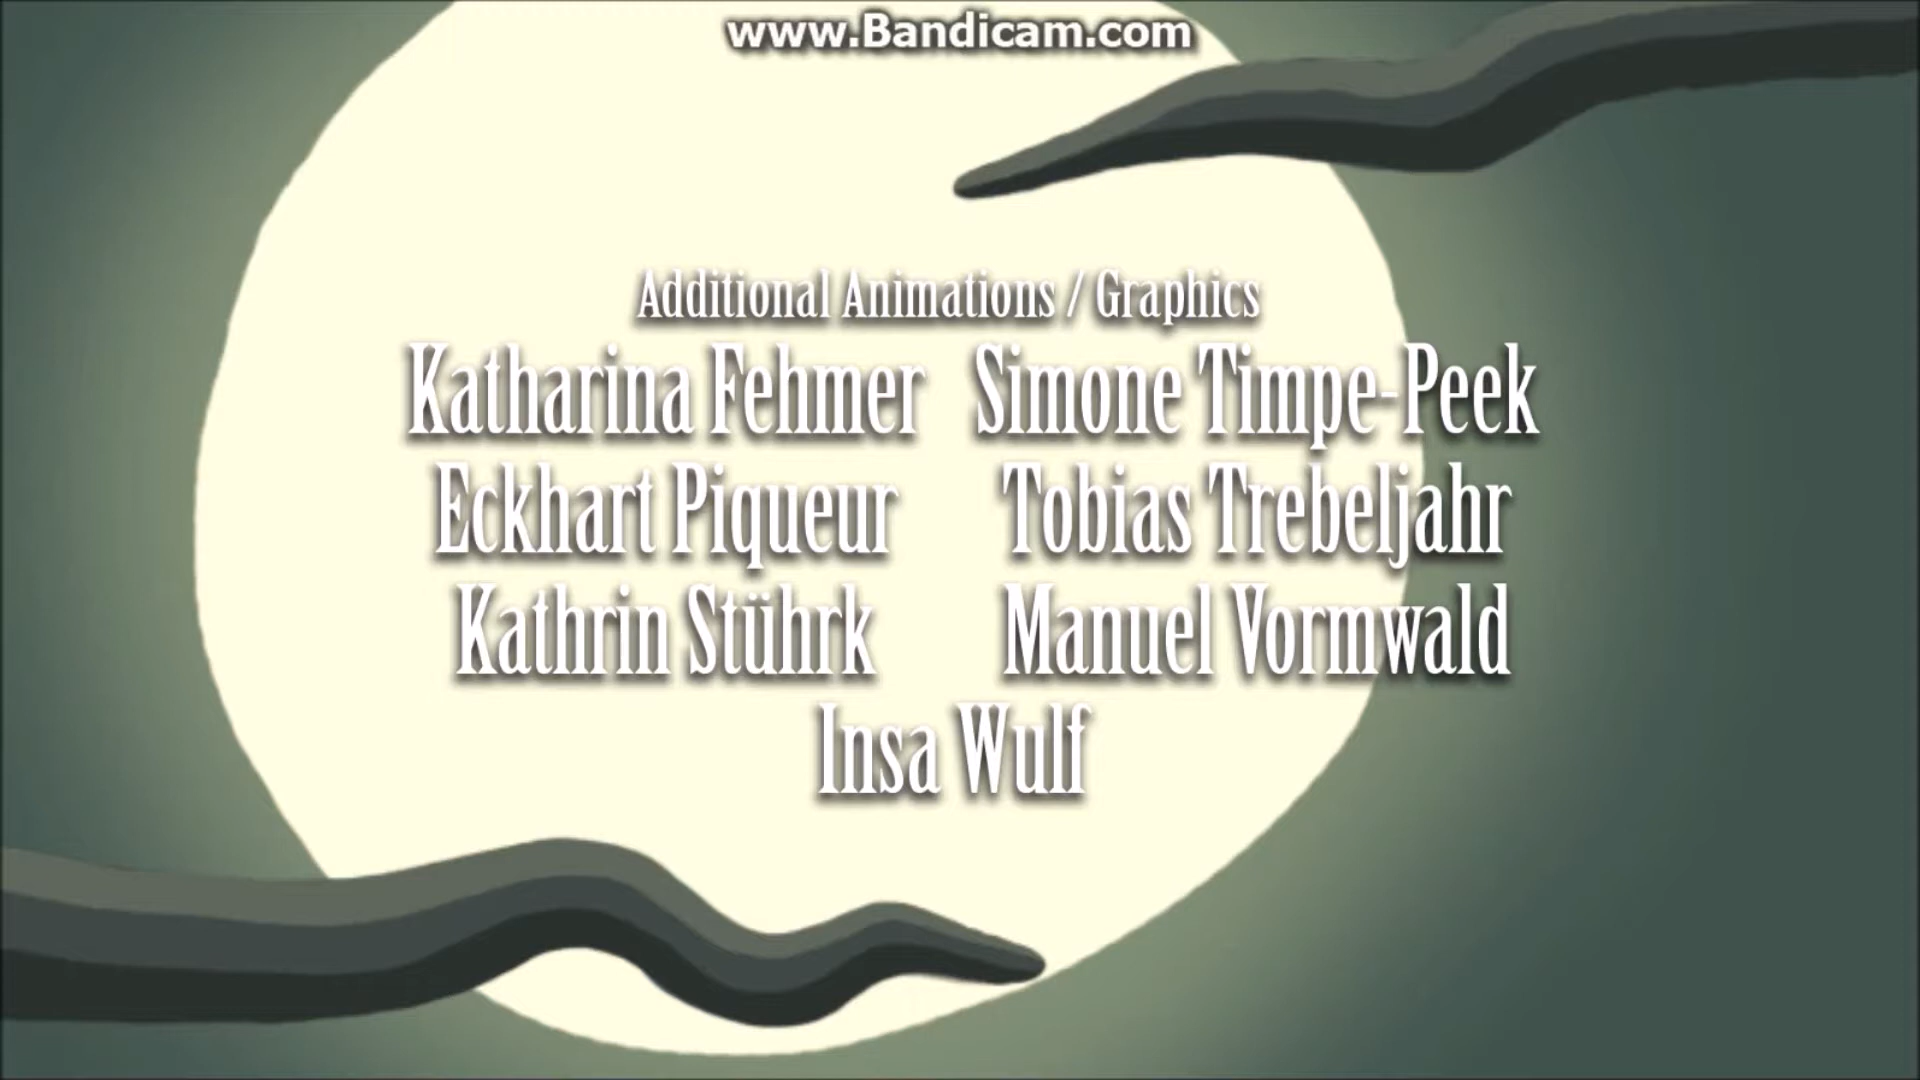 www.Bandicam.com
Additional Animations / Graphics
Katharina Fehmer Simone Timpe-Peek
Eckhart Piqueur Tobias Trebeljahr
Kathrin Stührk Manuel Vormwald
Insa Wulf